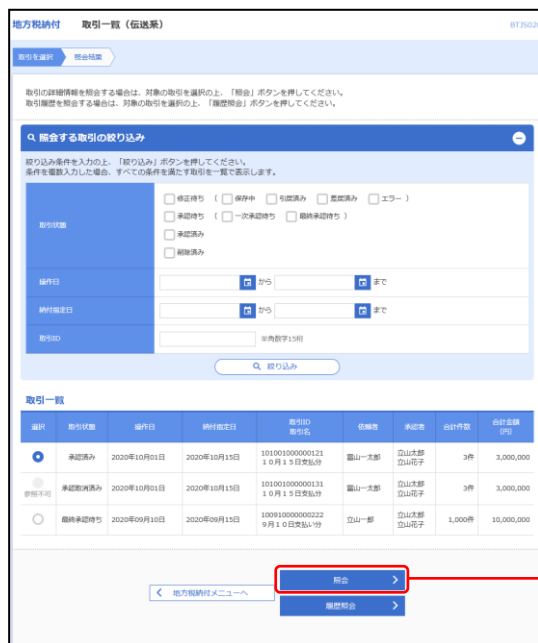 地方税納付 取引一覧（伝送系） BTJS02
取引を選択 照会結果
取引の詳細情報を照会する場合は、対象の取引を選択の上、「照会」ボタンを押してください。
取引履歴を照会する場合は、対象の取引を選択の上、「履歴照会」ボタンを押してください。
照会する取引の絞り込み
絞り込み条件を入力の上、「絞り込み」ボタンを押してください。
条件を複数入力した場合、すべての条件を満たす取引を一覧で表示します。
取引状態
修正待ち （ 保存中 引戻済み 差戻済み エラー ）
承認待ち （ 一次承認待ち 最終承認待ち ）
承認済み
削除済み
操作日 から まで
納付指定日 から まで
取引ID 半角数字15桁
絞り込み
取引一覧
選択 取引状態 操作日 納付指定日 取引ID 依頼者 承認者 合計件数 合計金額
取引名 (円)
承認済み 2020年10月01日 2020年10月15日 101001000000121 富山一太郎 立山太郎 3件 3,000,000
１０月１５日支払分 立山花子
参照不可 承認取消済み 2020年10月01日 2020年10月15日 101001000000131 富山一太郎 立山太郎 3件 3,000,000
１０月１５日支払分 立山花子
最終承認待ち 2020年09月10日 2020年09月15日 100910000000222 立山一郎 立山太郎 1,000件 10,000,000
９月１０日支払い分 立山花子
照会
地方税納付メニューへ
履歴照会